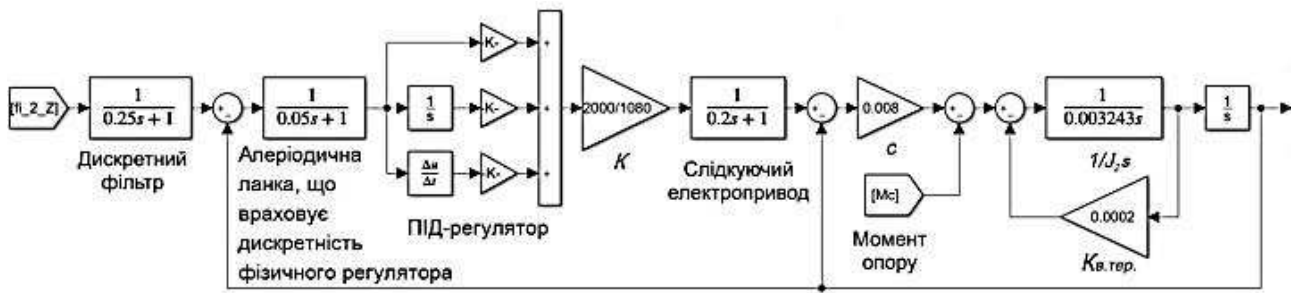 [fi_2_Z]
1
0.25s + 1
Дискретний
фільтр
1
0.05s + 1
Аперіодична
ланка, що
враховує
дискретність
фізичного регулятора
1
s
Δu
Δt
K-
K-
K-
+
+
+
ПІД-регулятор
2000/1080
K
1
0.2s + 1
Слідкуючий
електропривод
0.008
c
[Mc]
Момент
опору
1
0.003243s
1/J₂s
0.0002
Kв.тер.
1
s